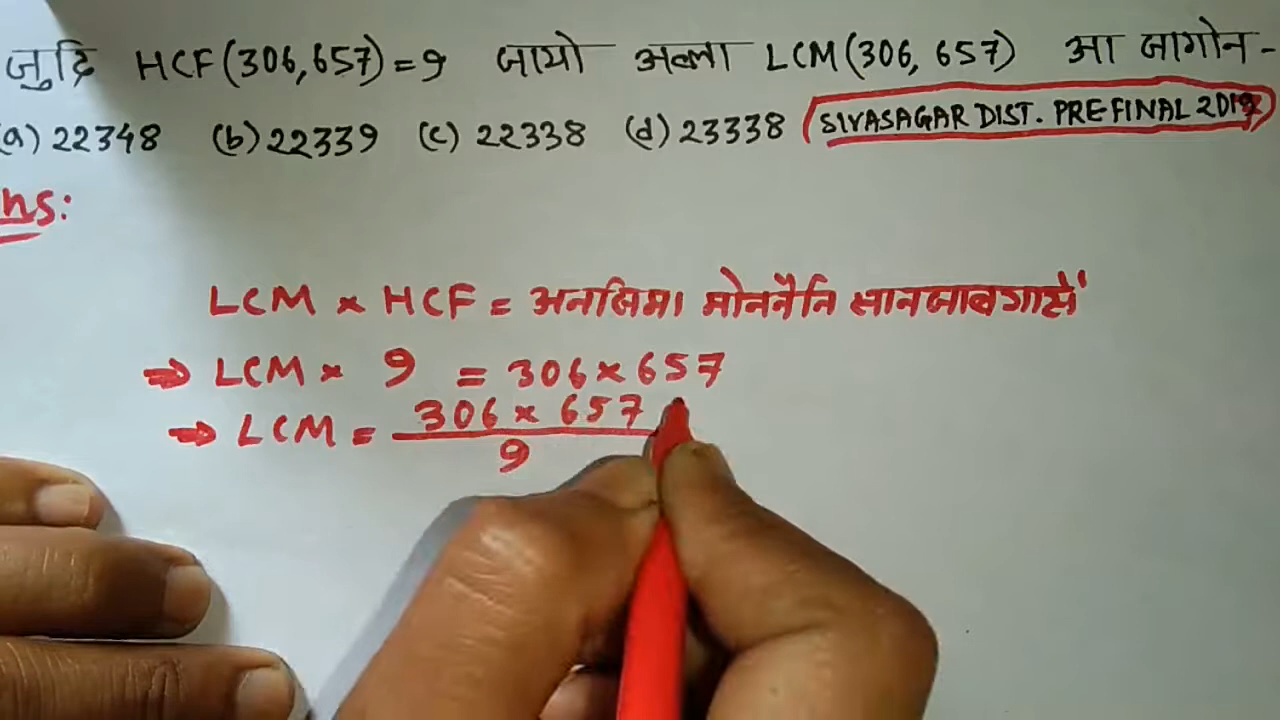 जुदि HCF(306,657)=9 जायो अब्ला LCM(306, 657) आ जागोन-
(a) 22348 (b) 22339 (c) 22338 (d) 23338 (SIVASAGAR DIST. PRE-FINAL 2019)
ns:
LCM × HCF = अनजिमा मोननैनि सानजाबगासै
⇒ LCM × 9 = 306×657
⇒ LCM = 306 × 657 / 9